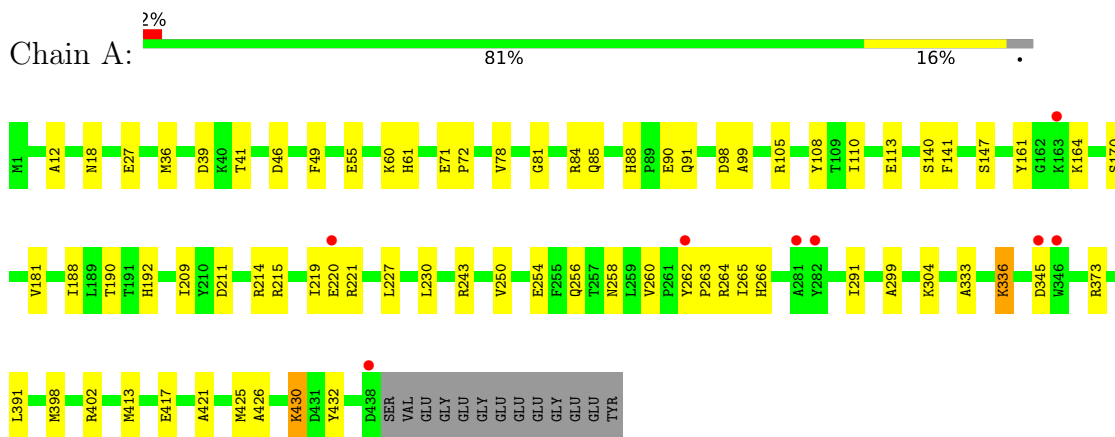 2%
Chain A:
81% 16% •
M1 A12 N18 E27 M36 D39 K40 T41 D46 F49 E55 K60 H61 E71 P72 V78 G81 R84 Q85 H88 P89 E90 Q91 D98 A99 R105 Y108 T109 I110 E113 S140 F141 S147 Y161 G162 K163 K164 S170
V181 I188 L189 T190 T191 H192 I209 Y210 D211 R214 R215 I219 E220 R221 L227 L230 R243 V250 E254 F255 Q256 T257 N258 L259 V260 P261 Y262 P263 R264 I265 H266 A281 Y282 I291 A299 K304 A333 K336 D345 W346 R373
L391 M398 R402 M413 E417 A421 M425 A426 K430 D431 Y432 D438 SER VAL GLU GLY GLU GLY GLU GLU GLU GLU GLY GLU GLU TYR